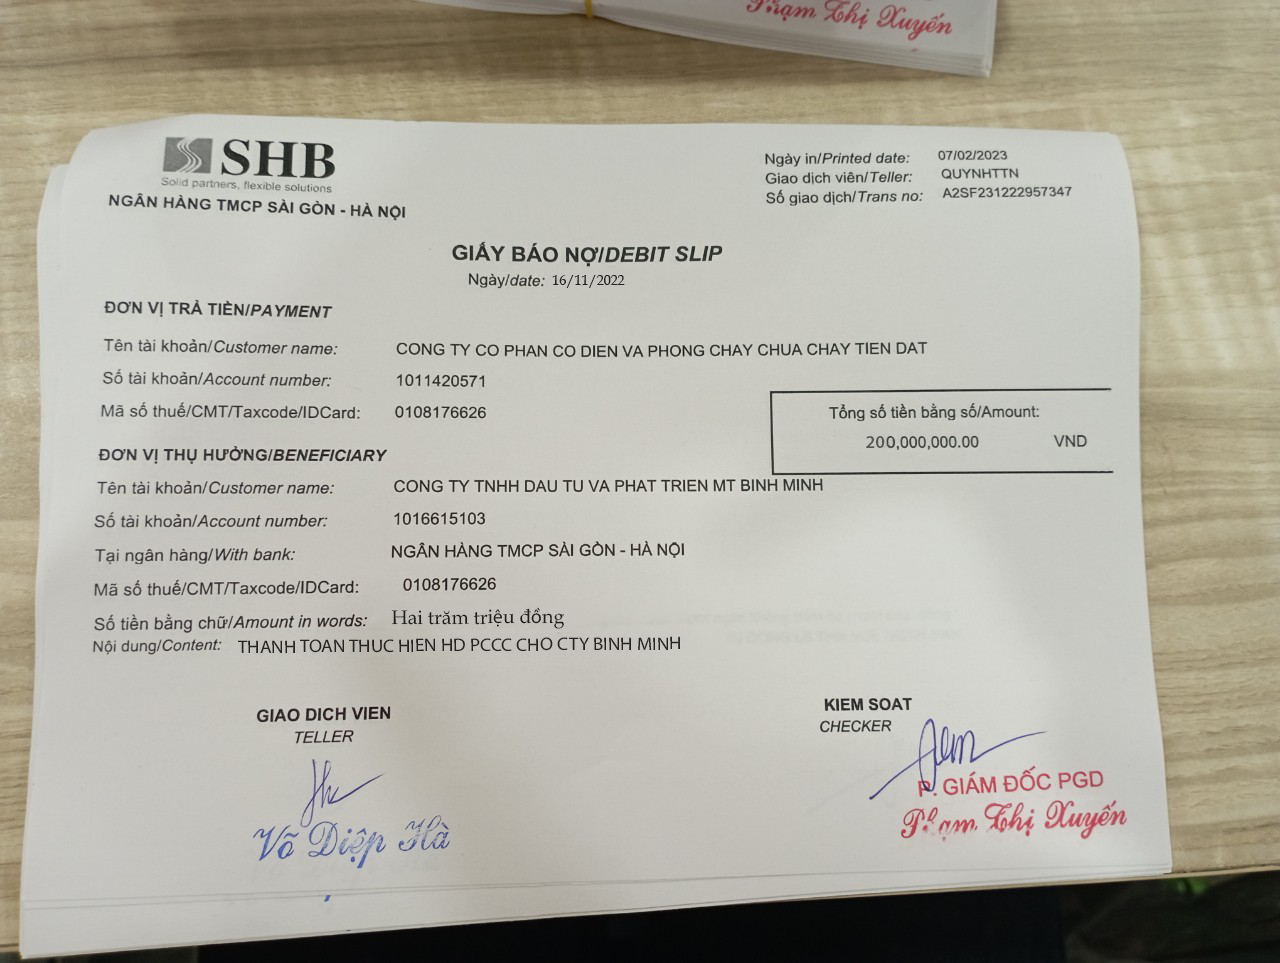 Phạm Thị Xuyến
SHB
Solid partners, flexible solutions
NGÂN HÀNG TMCP SÀI GÒN - HÀ NỘI
Ngày in/Printed date: 07/02/2023
Giao dịch viên/Teller: QUYNHTTN
Số giao dịch/Trans no: A2SF231222957347
GIẤY BÁO NỢ/DEBIT SLIP
Ngày/date: 16/11/2022
ĐƠN VỊ TRẢ TIỀN/PAYMENT
Tên tài khoản/Customer name: CONG TY CO PHAN CO DIEN VA PHONG CHAY CHUA CHAY TIEN DAT
Số tài khoản/Account number: 1011420571
Mã số thuế/CMT/Taxcode/IDCard: 0108176626
Tổng số tiền bằng số/Amount:
200,000,000.00 VND
ĐƠN VỊ THỤ HƯỞNG/BENEFICIARY
Tên tài khoản/Customer name: CONG TY TNHH DAU TU VA PHAT TRIEN MT BINH MINH
Số tài khoản/Account number: 1016615103
Tại ngân hàng/With bank: NGÂN HÀNG TMCP SÀI GÒN - HÀ NỘI
Mã số thuế/CMT/Taxcode/IDCard: 0108176626
Số tiền bằng chữ/Amount in words: Hai trăm triệu đồng
Nội dung/Content: THANH TOAN THUC HIEN HD PCCC CHO CTY BINH MINH
GIAO DICH VIEN
TELLER
Võ Diệp Hà
KIEM SOAT
CHECKER
P. GIÁM ĐỐC PGD
Phạm Thị Xuyến